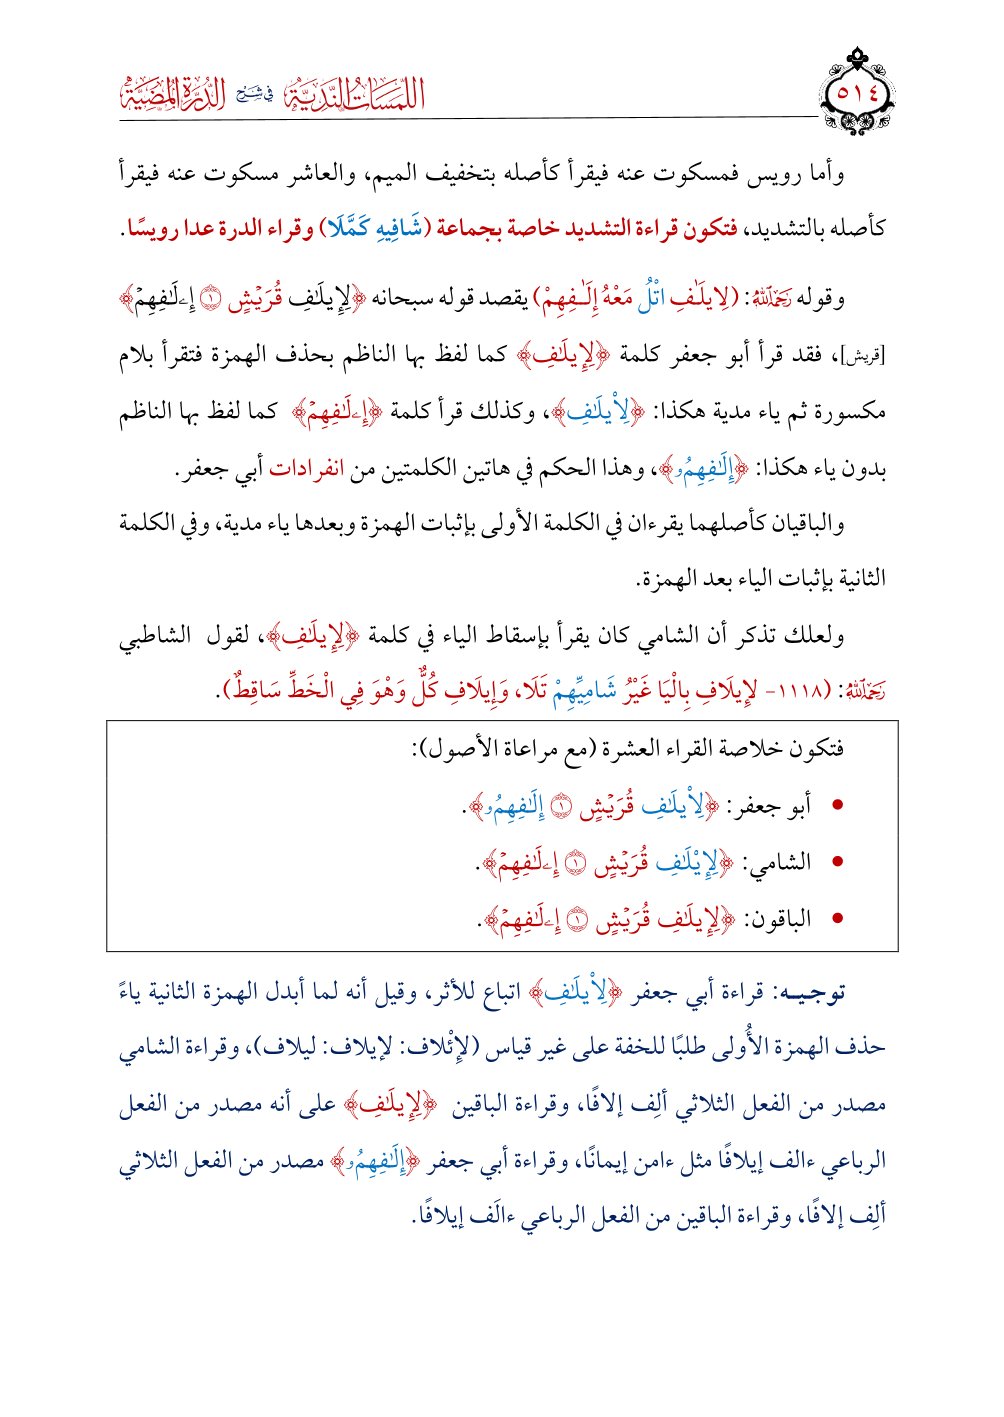 اللمسات الندية في شرح الدرة المضية
٥١٤
وأما رويس فمسكوت عنه فيقرأ كأصله بتخفيف الميم، والعاشر مسكوت عنه فيقرأ
كأصله بالتشديد، فتكون قراءة التشديد خاصة بجماعة (شَافِيهِ كَمَّلَا) وقراء الدرة عدا رويسًا.
وقوله رَحِمَهُ اللَّهُ: (لِايلَـٰفِ اتْلُ مَعْهُ إِلَـٰفِهِمْ) يقصد قوله سبحانه ﴿لِإِيلَـٰفِ قُرَيْشٍ ۝١ إِۦلَـٰفِهِمْ﴾
[قريش]، فقد قرأ أبو جعفر كلمة ﴿لِإِيلَـٰفِ﴾ كما لفظ بها الناظم بحذف الهمزة فتقرأ بلام
مكسورة ثم ياء مدية هكذا: ﴿لِاْيلَـٰفِ﴾، وكذلك قرأ كلمة ﴿إِۦلَـٰفِهِمْ﴾ كما لفظ بها الناظم
بدون ياء هكذا: ﴿إِلَـٰفِهِمُۥ﴾، وهذا الحكم في هاتين الكلمتين من انفرادات أبي جعفر.
والباقيان كأصلهما يقرءان في الكلمة الأولى بإثبات الهمزة وبعدها ياء مدية، وفي الكلمة
الثانية بإثبات الياء بعد الهمزة.
ولعلك تذكر أن الشامي كان يقرأ بإسقاط الياء في كلمة ﴿لِإِيلَـٰفِ﴾، لقول الشاطبي
رَحِمَهُ اللَّهُ: (١١١٨- لِإِيلَافِ بِالْيَا غَيْرُ شَامِيِّهِمْ تَلَا، وَإِيلَافِ كُلٌّ وَهْوَ فِي الْخَطِّ سَاقِطٌ).
فتكون خلاصة القراء العشرة (مع مراعاة الأصول):
• أبو جعفر: ﴿لِاْيلَـٰفِ قُرَيْشٍ ۝١ إِلَـٰفِهِمُۥ﴾.
• الشامي: ﴿لِإِيْلَـٰفِ قُرَيْشٍ ۝١ إِۦلَـٰفِهِمْ﴾.
• الباقون: ﴿لِإِيلَـٰفِ قُرَيْشٍ ۝١ إِۦلَـٰفِهِمْ﴾.
توجـيــه: قراءة أبي جعفر ﴿لِاْيلَـٰفِ﴾ اتباع للأثر، وقيل أنه لما أبدل الهمزة الثانية ياءً
حذف الهمزة الأُولى طلبًا للخفة على غير قياس (لإِئْلاف: لإيلاف: ليلاف)، وقراءة الشامي
مصدر من الفعل الثلاثي ألِف إلافًا، وقراءة الباقين ﴿لِإِيلَـٰفِ﴾ على أنه مصدر من الفعل
الرباعي ءالف إيلافًا مثل ءامن إيمانًا، وقراءة أبي جعفر ﴿إِلَـٰفِهِمُۥ﴾ مصدر من الفعل الثلاثي
ألِف إلافًا، وقراءة الباقين من الفعل الرباعي ءالَف إيلافًا.